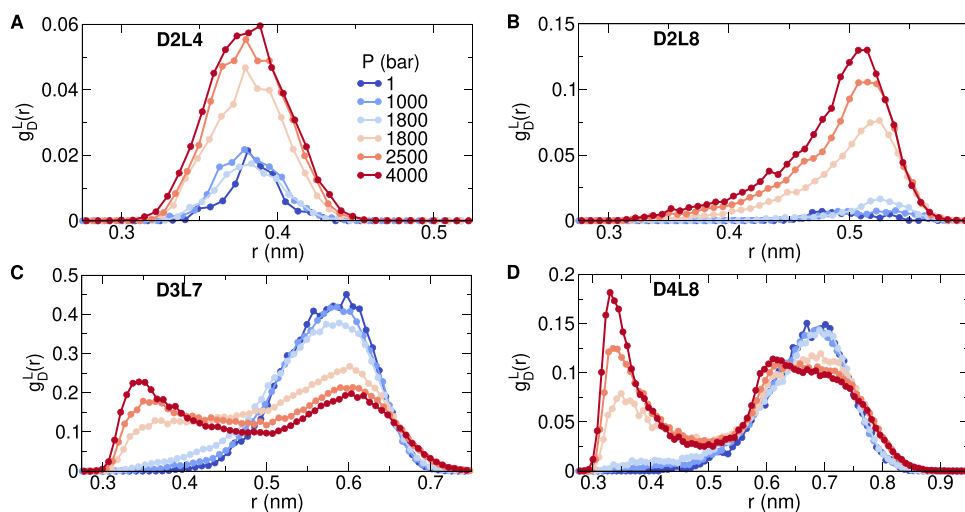 A
D2L4
0.06
0.04
0.02
0
g_D^L(r)
0.3 0.4 0.5
r (nm)
P (bar)
1
1000
1800
1800
2500
4000
B
D2L8
0.15
0.1
0.05
0
g_D^L(r)
0.3 0.4 0.5
r (nm)
C
D3L7
0.5
0.4
0.3
0.2
0.1
0
g_D^L(r)
0.3 0.4 0.5 0.6 0.7
r (nm)
D
D4L8
0.2
0.15
0.1
0.05
0
g_D^L(r)
0.3 0.4 0.5 0.6 0.7 0.8 0.9
r (nm)